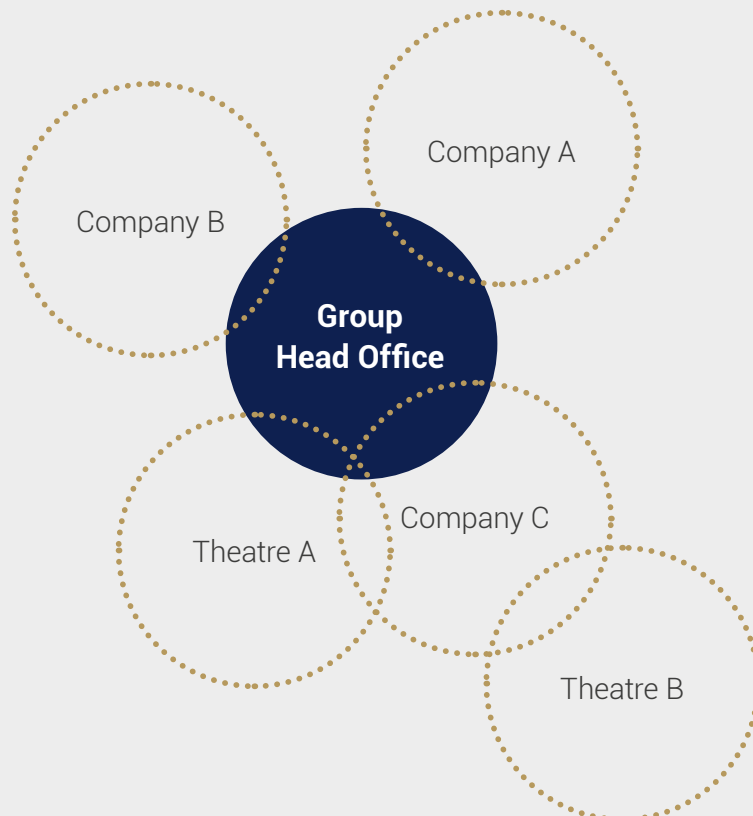 Company A
Company B
Group
Head Office
Company C
Theatre A
Theatre B